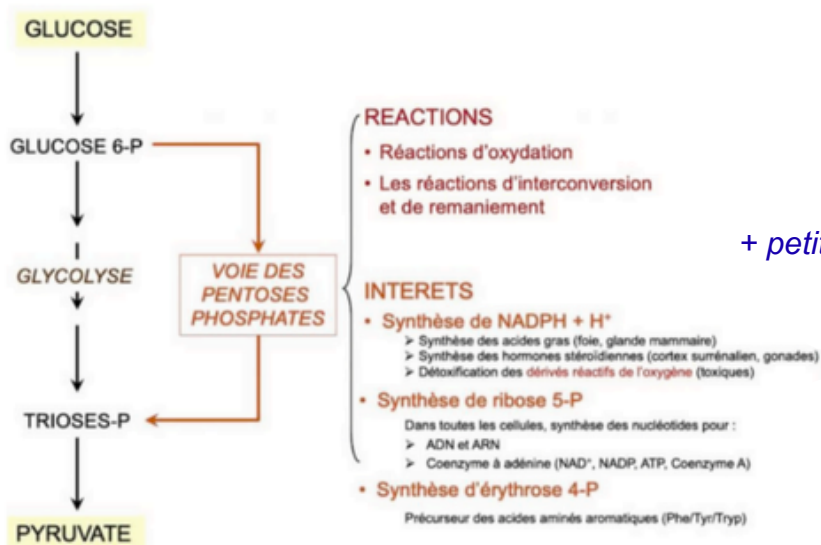 GLUCOSE
GLUCOSE 6-P
GLYCOLYSE
TRIOSES-P
PYRUVATE
VOIE DES
PENTOSES
PHOSPHATES
REACTIONS
• Réactions d'oxydation
• Les réactions d'interconversion
et de remaniement
INTERETS
• Synthèse de NADPH + H⁺
➢ Synthèse des acides gras (foie, glande mammaire)
➢ Synthèse des hormones stéroïdiennes (cortex surrénalien, gonades)
➢ Détoxification des dérivés réactifs de l'oxygène (toxiques)
• Synthèse de ribose 5-P
Dans toutes les cellules, synthèse des nucléotides pour :
➢ ADN et ARN
➢ Coenzyme à adénine (NAD⁺, NADP, ATP, Coenzyme A)
• Synthèse d'érythrose 4-P
Précurseur des acides aminés aromatiques (Phe/Tyr/Tryp)
+ petit